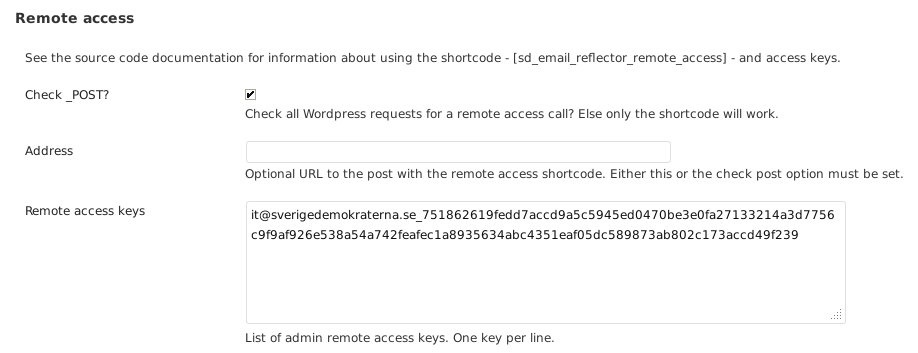 Remote access
See the source code documentation for information about using the shortcode - [sd_email_reflector_remote_access] - and access keys.
Check _POST?
Check all Wordpress requests for a remote access call? Else only the shortcode will work.
Address
Optional URL to the post with the remote access shortcode. Either this or the check post option must be set.
Remote access keys
it@sverigedemokraterna.se_751862619fedd7accd9a5c5945ed0470be3e0fa27133214a3d7756
c9f9af926e538a54a742feafec1a8935634abc4351eaf05dc589873ab802c173accd49f239
List of admin remote access keys. One key per line.